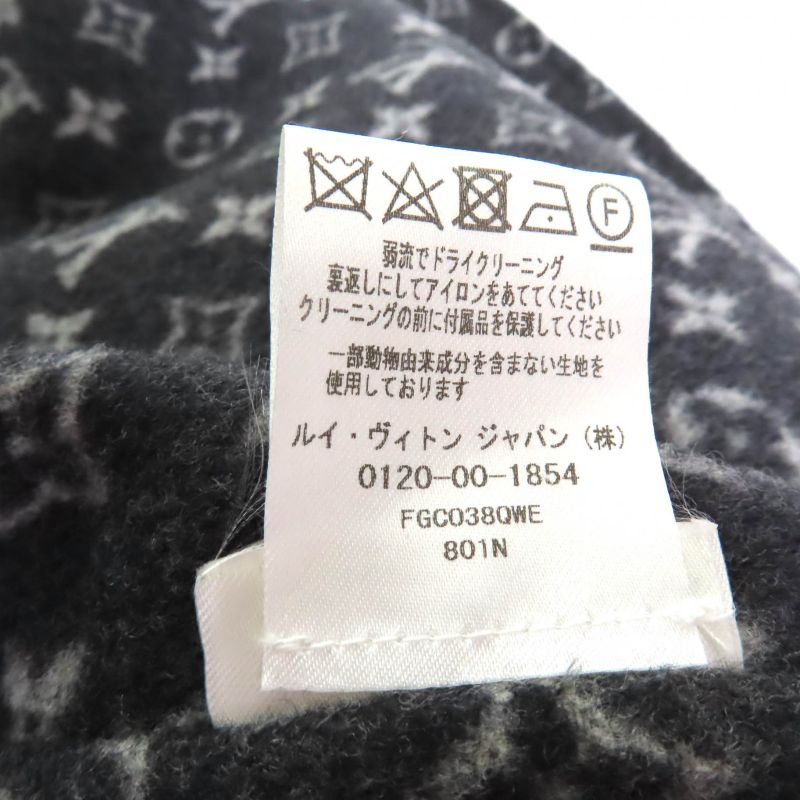 F
弱流でドライクリーニング
裏返しにしてアイロンをあててください
クリーニングの前に付属品を保護してください
一部動物由来成分を含まない生地を
使用しております
ルイ・ヴィトン ジャパン(株)
0120-00-1854
FGC038QWE
801N